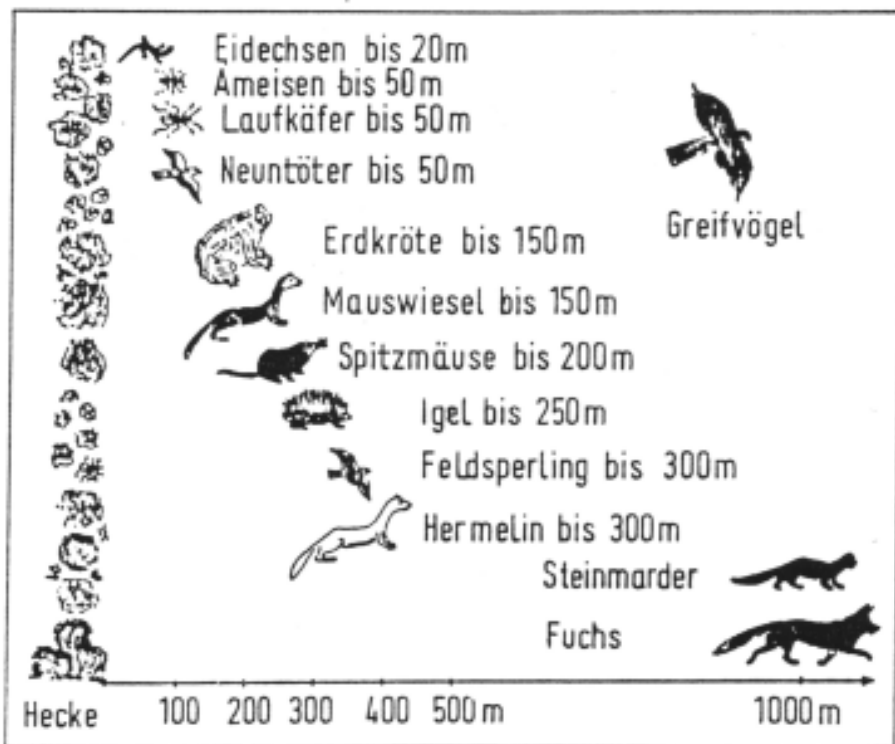 Eidechsen bis 20m
Ameisen bis 50m
Laufkäfer bis 50m
Neuntöter bis 50m
Greifvögel
Erdkröte bis 150m
Mauswiesel bis 150m
Spitzmäuse bis 200m
Igel bis 250m
Feldsperling bis 300m
Hermelin bis 300m
Steinmarder
Fuchs
Hecke 100 200 300 400 500m 1000m